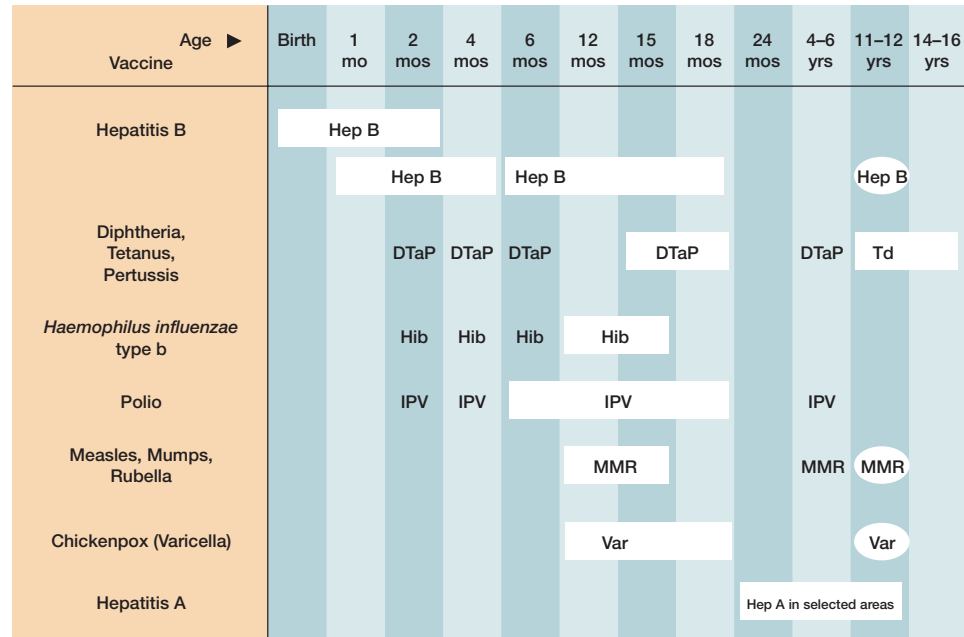 Age ▶ Birth 1 mo 2 mos 4 mos 6 mos 12 mos 15 mos 18 mos 24 mos 4–6 yrs 11–12 yrs 14–16 yrs
Vaccine
Hepatitis B Hep B
Hep B Hep B Hep B
Diphtheria,
Tetanus, DTaP DTaP DTaP DTaP DTaP Td
Pertussis
Haemophilus influenzae
type b Hib Hib Hib Hib
Polio IPV IPV IPV IPV
Measles, Mumps,
Rubella MMR MMR MMR
Chickenpox (Varicella) Var Var
Hepatitis A Hep A in selected areas